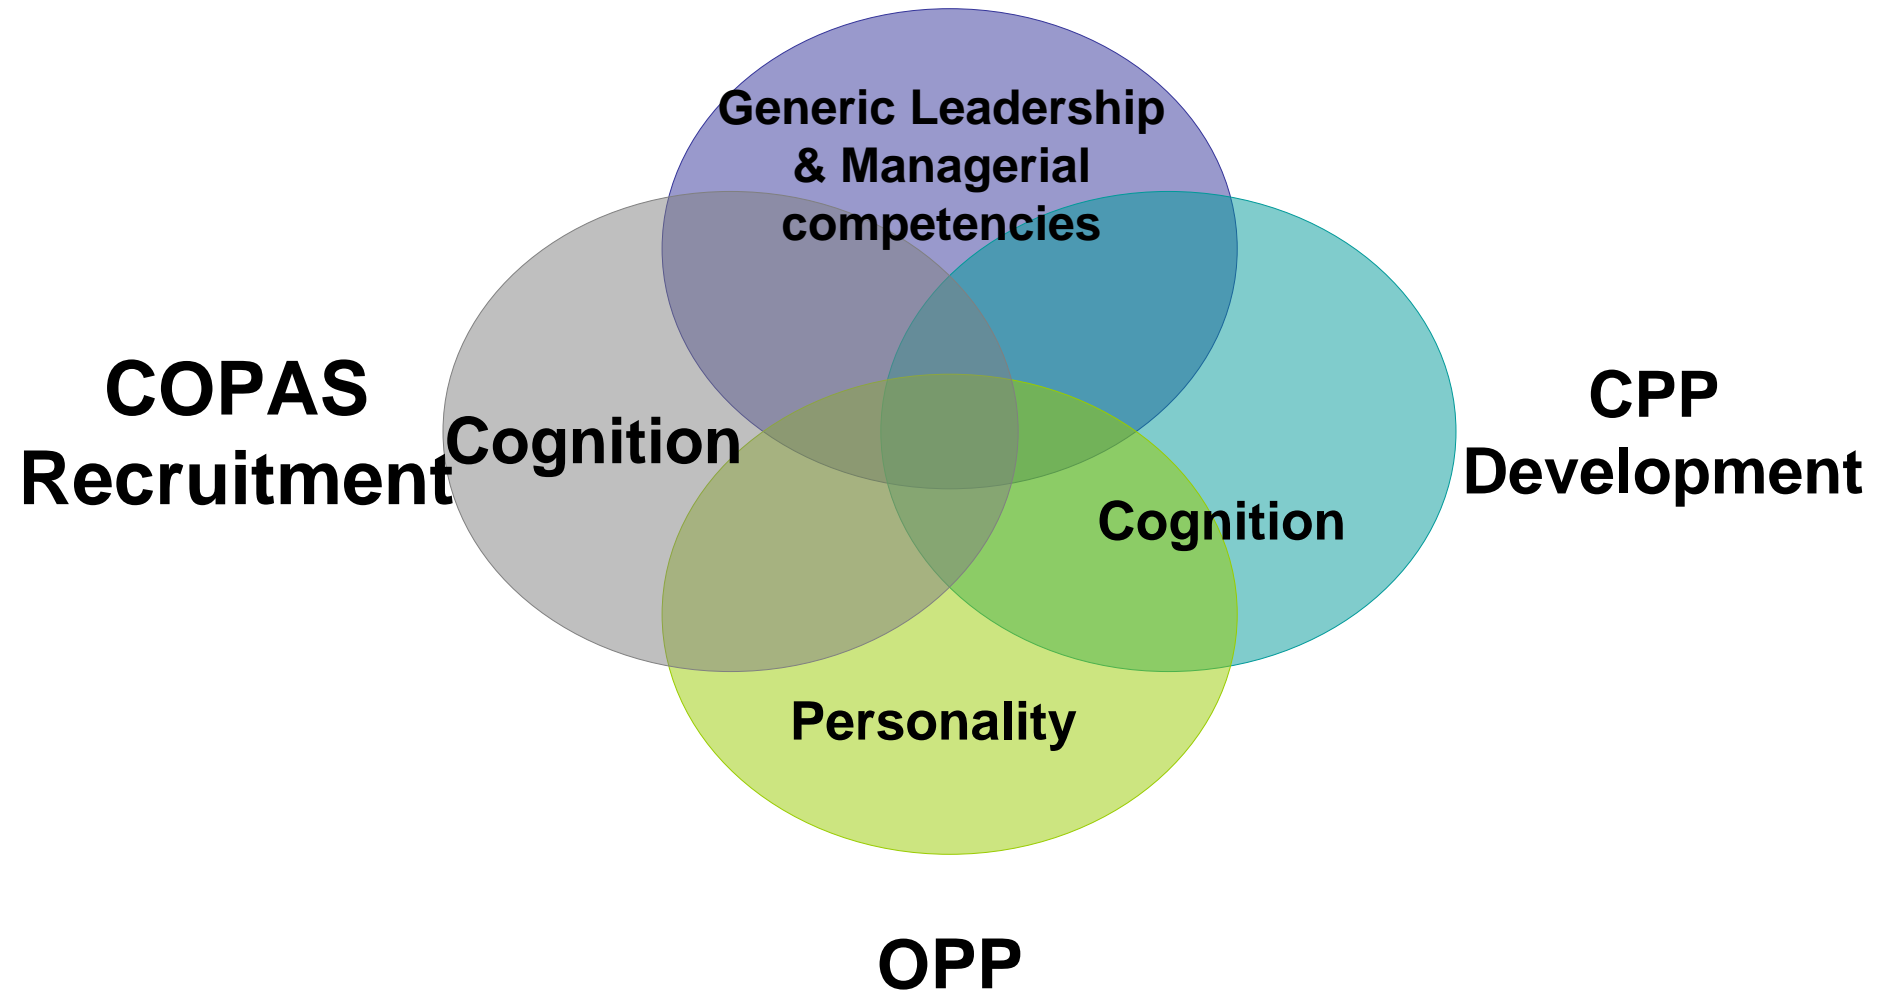 Generic Leadership
& Managerial
competencies
COPAS
Recruitment
Cognition
CPP
Development
Cognition
Personality
OPP